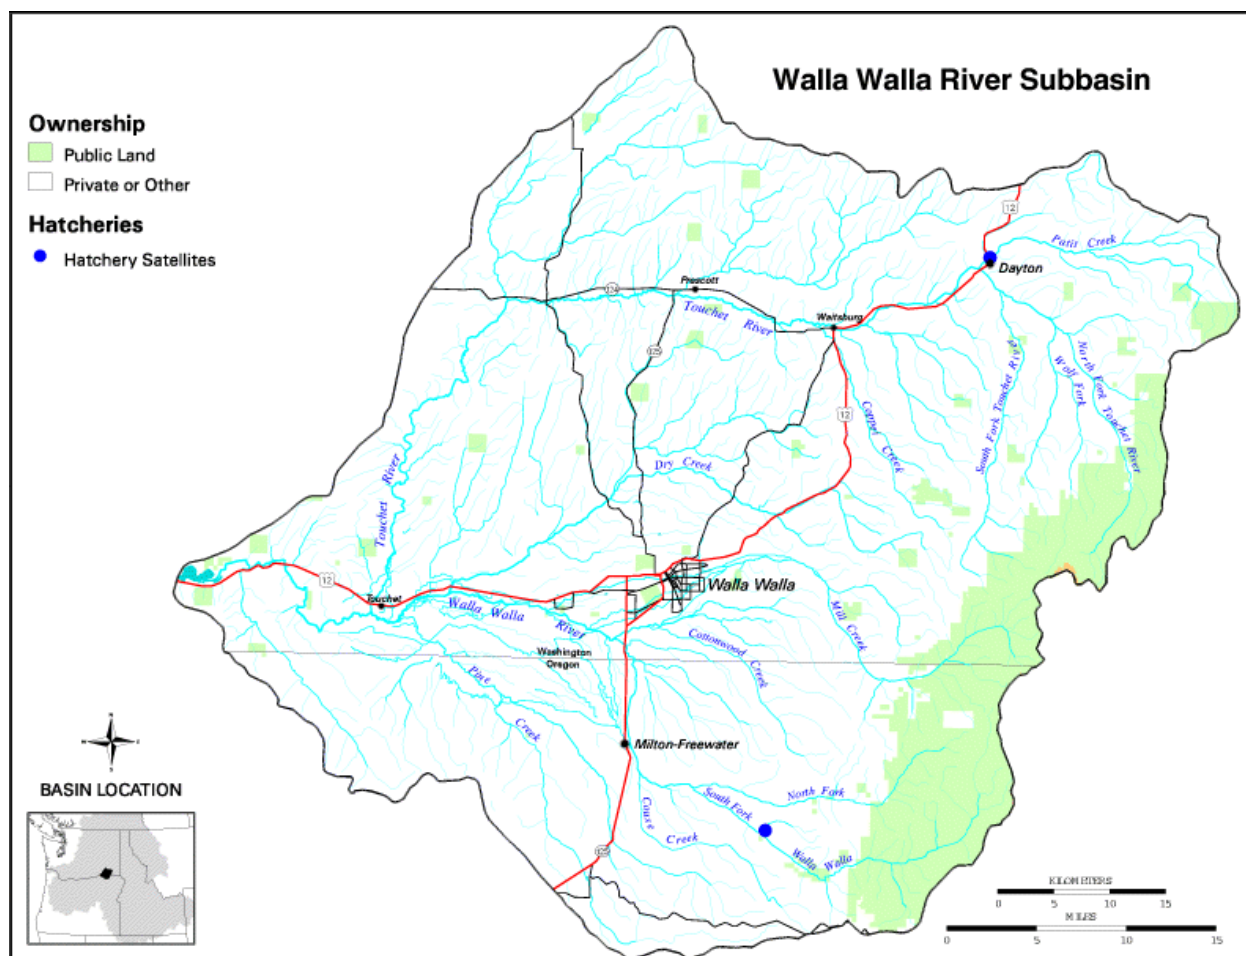 Walla Walla River Subbasin
Ownership
Public Land
Private or Other
Hatcheries
Hatchery Satellites
12
Patit Creek
Dayton
Prescott
124
Touchet River
Waitsburg
125
South Fork Touchet River
Wolf Fork
North Fork Touchet River
12
Coppei Creek
Dry Creek
Touchet River
12
Touchet
Walla Walla
Walla Walla River
Mill Creek
Cottonwood Creek
Washington
Oregon
Pine Creek
Milton-Freewater
North Fork
South Fork Walla Walla
Couse Creek
N
S
BASIN LOCATION
KILOMETERS
0 5 10 15
MILES
0 5 10 15